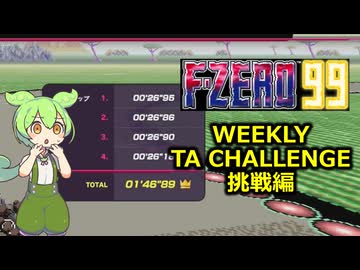 F-ZERO 99
ラップ 1. 00'26"95
2. 00'26"86
3. 00'26"90
4. 00'26"1
TOTAL 01'46"89
WEEKLY
TA CHALLENGE
挑戦編